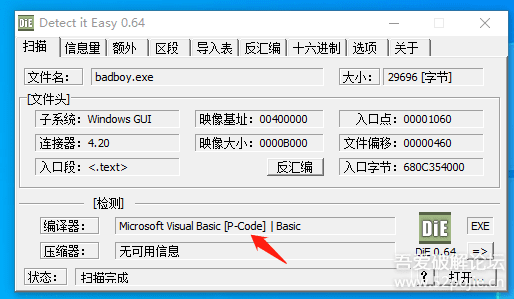 Detect it Easy 0.64
扫描 信息量 额外 区段 导入表 反汇编 十六进制 选项 关于
文件名： badboy.exe 大小： 29696 [字节]
[文件头]
子系统： Windows GUI 映像基址： 00400000 入口点： 00001060
连接器： 4.20 映像大小： 0000B000 文件偏移： 00000460
入口段： <.text> 反汇编 入口字节： 680C354000
[检测]
编译器： Microsoft Visual Basic [P-Code] | Basic DiE EXE
压缩器： 无可用信息 DiE 0.64 =>
状态： 扫描完成 ? 打开...
吾爱破解论坛